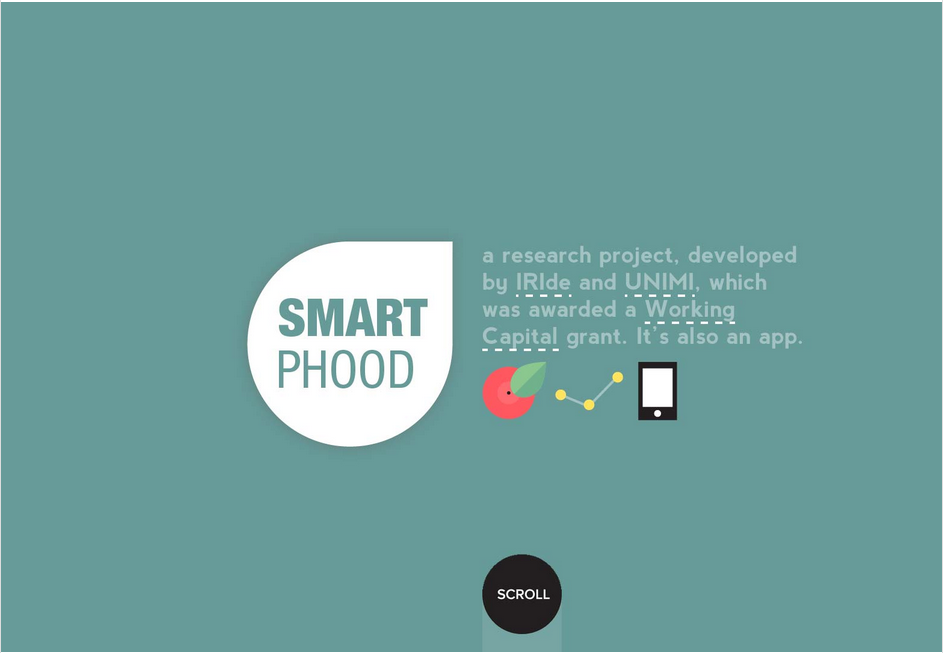 SMART
PHOOD
a research project, developed
by IRIde and UNIMI, which
was awarded a Working
Capital grant. It's also an app.
SCROLL